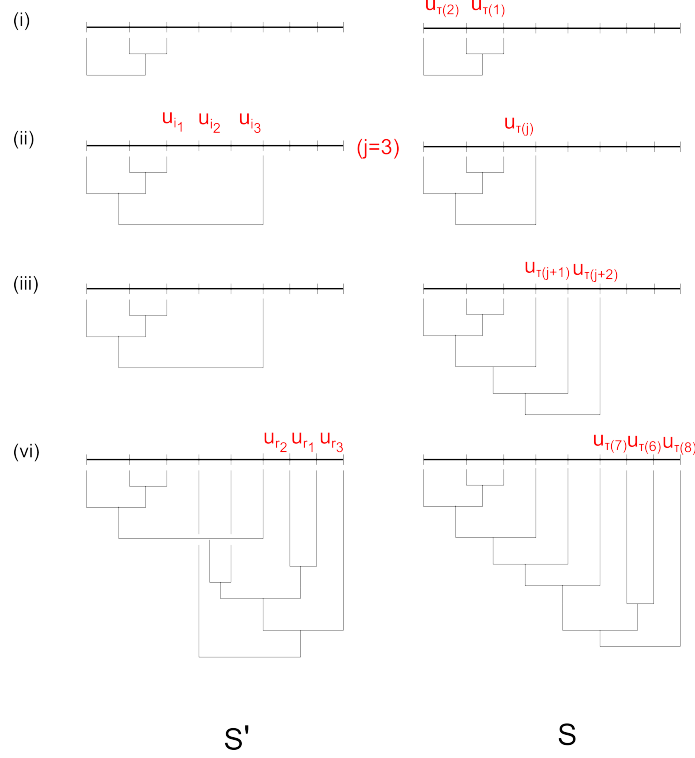 (i) u_τ(2) u_τ(1)
(ii) u_i₁ u_i₂ u_i₃ (j=3) u_τ(j)
(iii) u_τ(j+1) u_τ(j+2)
(vi) u_r₂ u_r₁ u_r₃ u_τ(7) u_τ(6) u_τ(8)
S' S